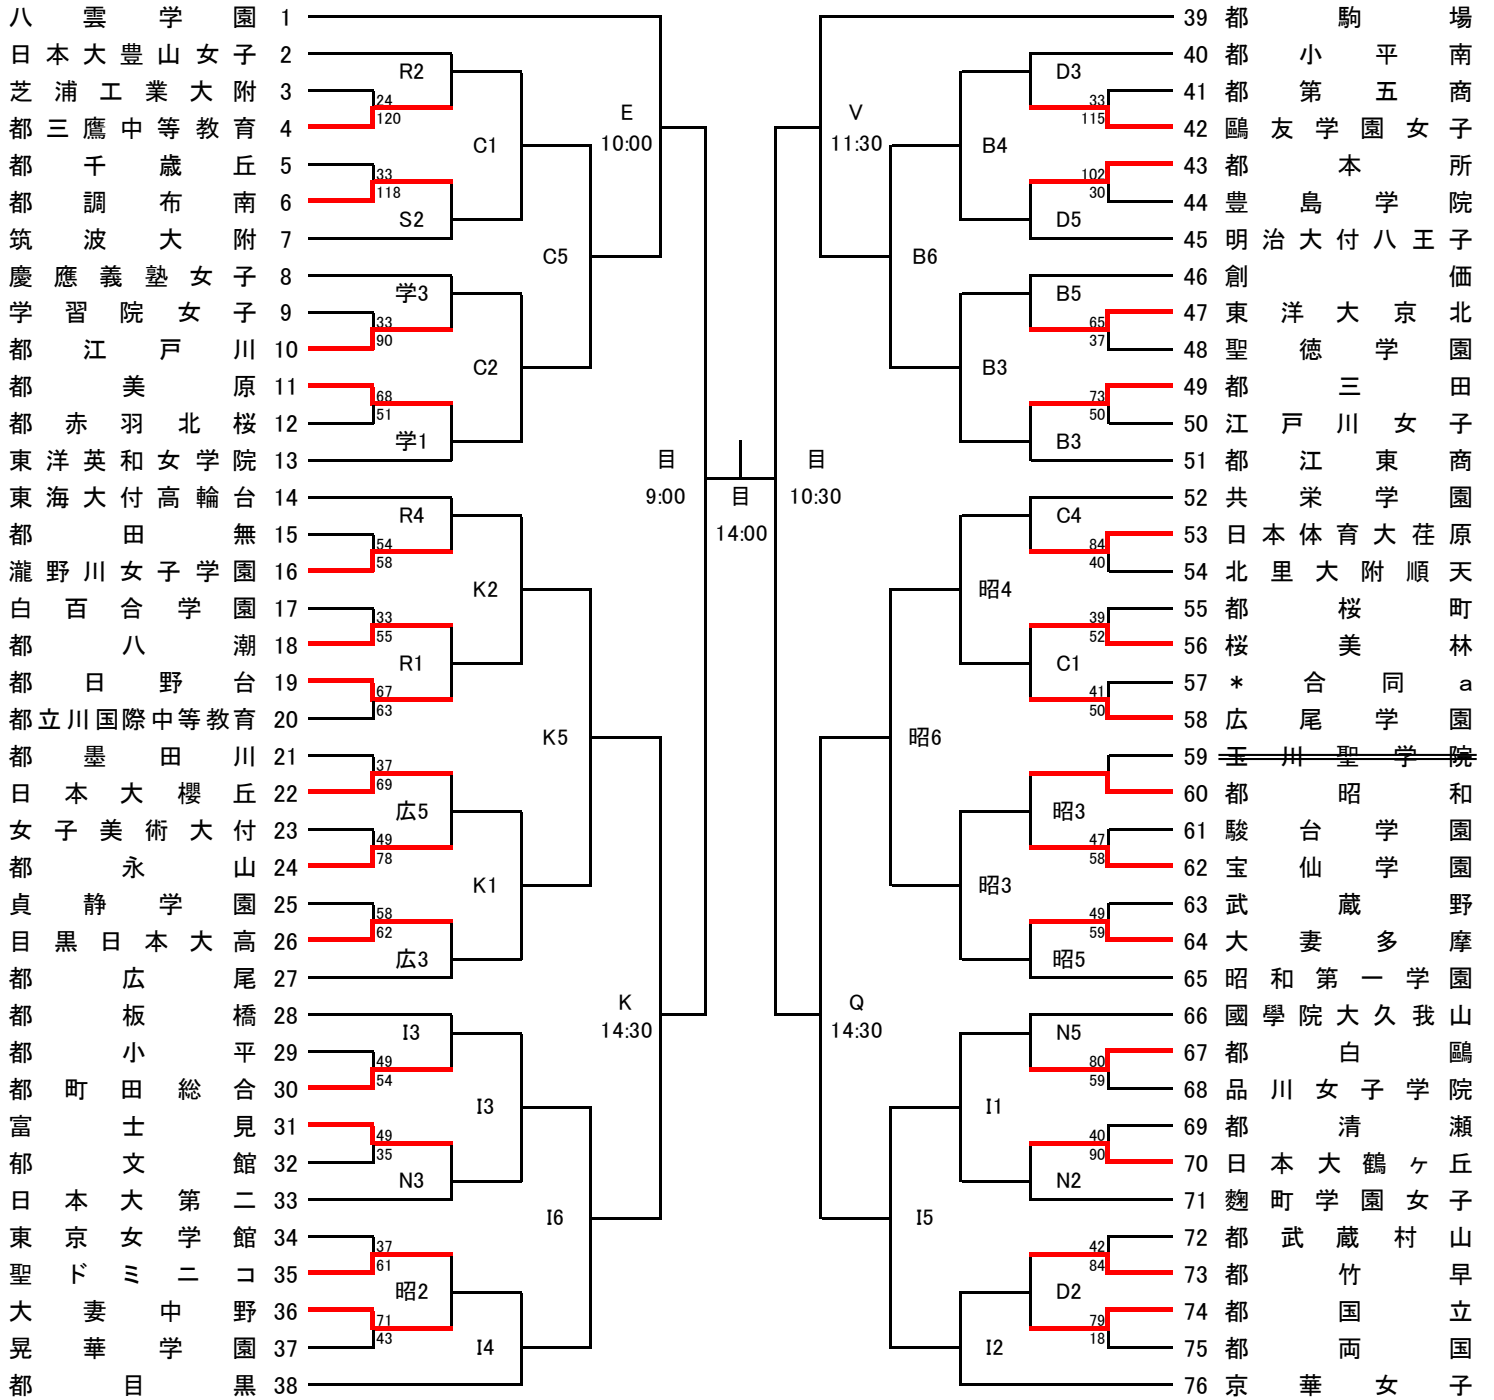 八雲学園 1
日本大豊山女子 2
R2
芝浦工業大附 3
24
120
都三鷹中等教育 4
E
10:00
C1
都千歳丘 5
33
118
都調布南 6
S2
筑波大附 7
C5
慶應義塾女子 8
学3
学習院女子 9
33
90
都江戸川 10
C2
都美原 11
68
51
都赤羽北桜 12
学1
東洋英和女学院 13
目
9:00
東海大付高輪台 14
R4
都田無 15
54
58
瀧野川女子学園 16
K2
白百合学園 17
33
55
都八潮 18
R1
都日野台 19
67
63
都立川国際中等教育 20
K5
都墨田川 21
37
69
日本大櫻丘 22
広5
女子美術大付 23
49
78
都永山 24
K1
貞静学園 25
58
62
目黒日本大高 26
広3
都広尾 27
K
14:30
都板橋 28
I3
都小平 29
49
54
都町田総合 30
I3
富士見 31
49
35
郁文館 32
N3
日本大第二 33
I6
東京女学館 34
37
61
聖ドミニコ 35
昭2
大妻中野 36
71
43
晃華学園 37
I4
都目黒 38
目
14:00
39 都駒場
40 都小平南
D3
41 都第五商
33
115
42 鷗友学園女子
V
11:30
B4
43 都本所
102
30
44 豊島学院
D5
45 明治大付八王子
B6
46 創価
B5
47 東洋大京北
65
37
48 聖徳学園
B3
49 都三田
73
50
50 江戸川女子
B3
51 都江東商
目
10:30
52 共栄学園
C4
53 日本体育大荏原
84
40
54 北里大附順天
昭4
55 都桜町
39
52
56 桜美林
C1
57 *合同a
41
50
58 広尾学園
昭6
59 玉川聖学院
60 都昭和
昭3
61 駿台学園
47
58
62 宝仙学園
昭3
63 武蔵野
49
59
64 大妻多摩
昭5
65 昭和第一学園
Q
14:30
66 國學院大久我山
N5
67 都白鷗
80
59
68 品川女子学院
I1
69 都清瀬
40
90
70 日本大鶴ヶ丘
N2
71 麴町学園女子
I5
72 都武蔵村山
42
84
73 都竹早
D2
74 都国立
79
18
75 都両国
I2
76 京華女子